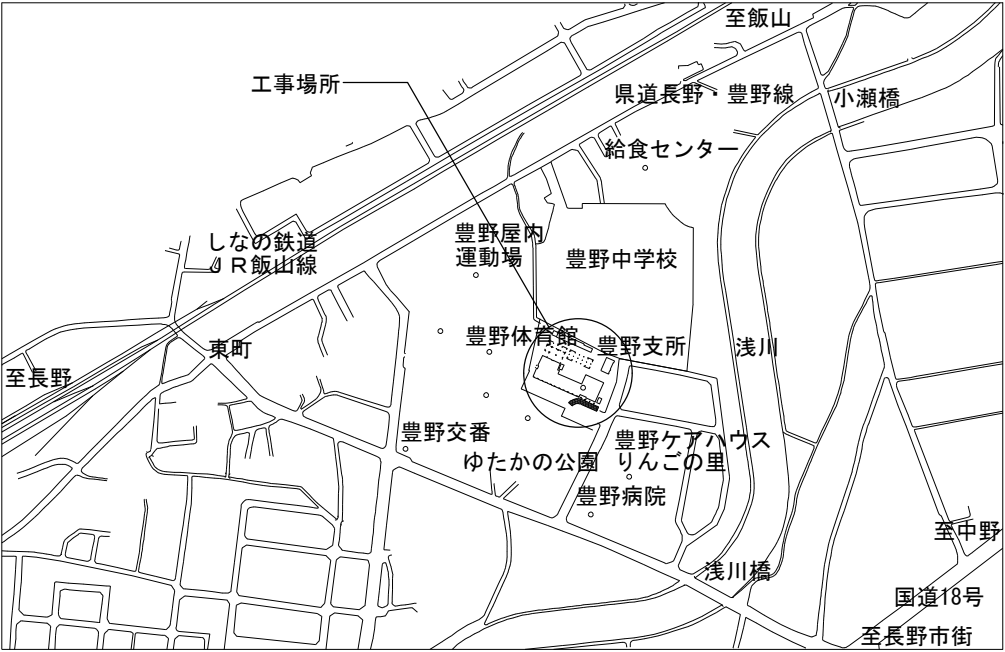 至飯山
工事場所
県道長野・豊野線
小瀬橋
給食センター
しなの鉄道
JR飯山線
豊野屋内
運動場
豊野中学校
東町
豊野体育館
豊野支所
浅川
至長野
豊野交番
豊野ケアハウス
りんごの里
ゆたかの公園
豊野病院
至中野
浅川橋
国道18号
至長野市街